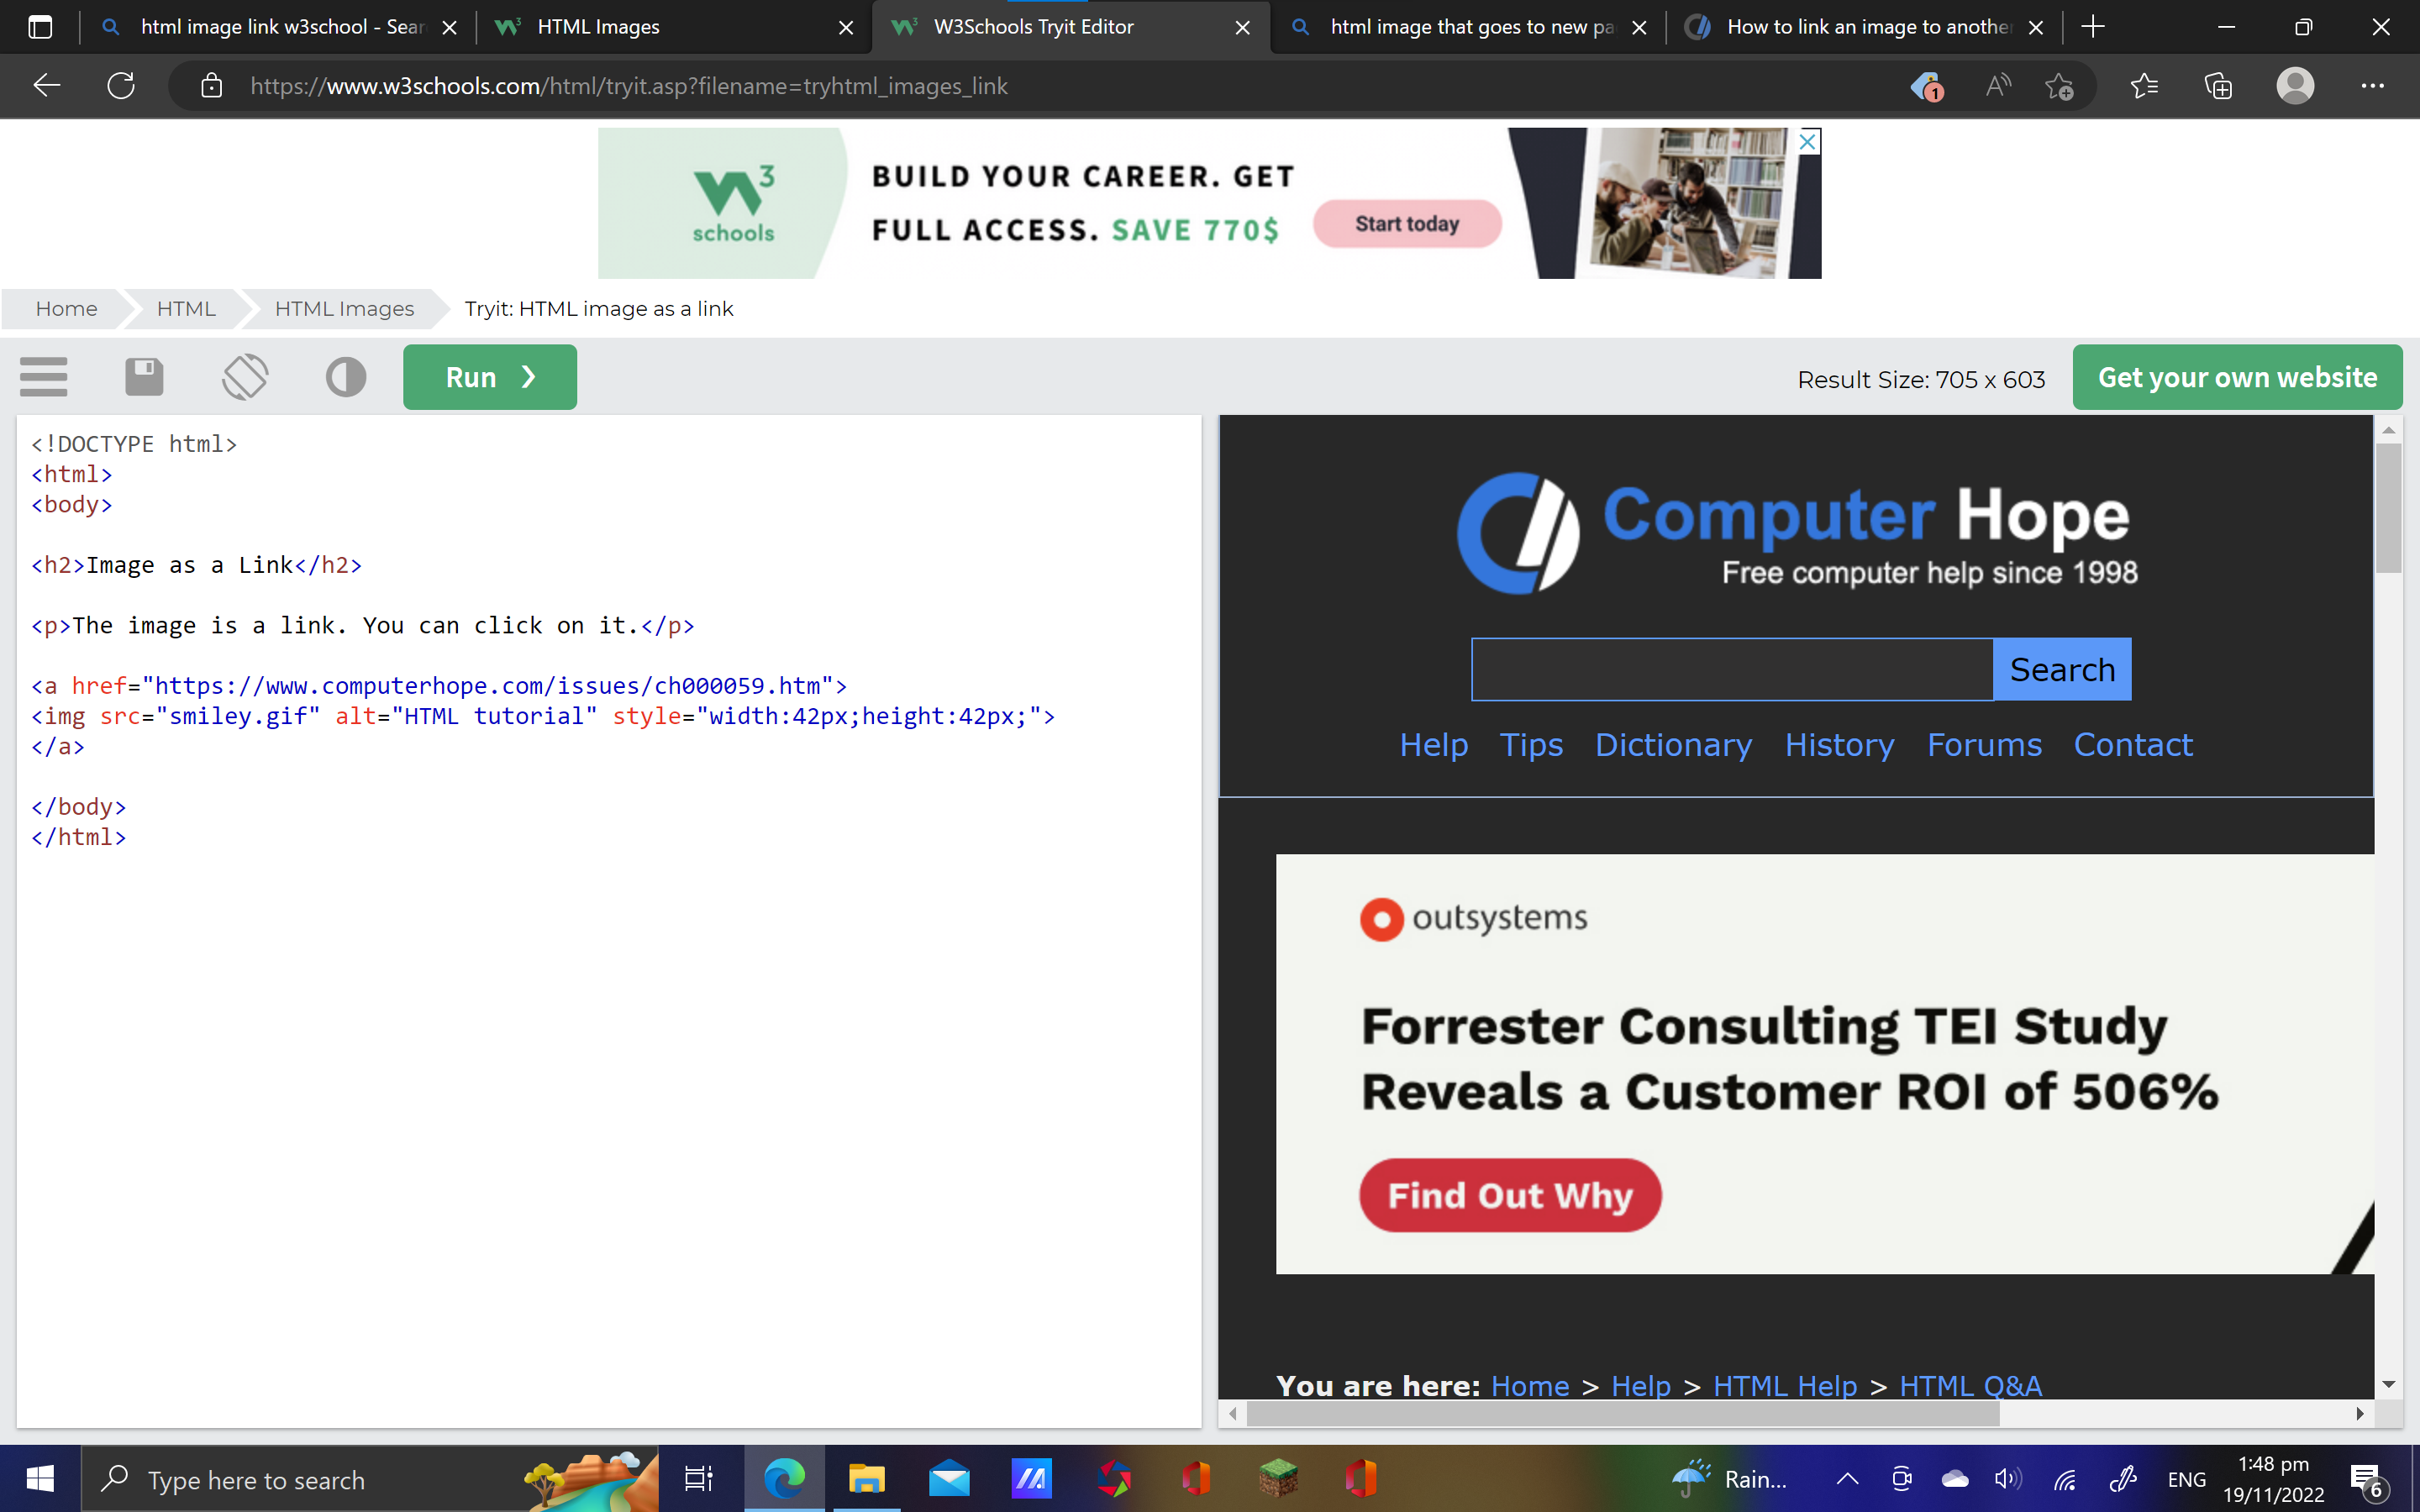 html image link w3school - Sear
HTML Images
W3Schools Tryit Editor
html image that goes to new pa
How to link an image to another
https://www.w3schools.com/html/tryit.asp?filename=tryhtml_images_link
1
3
schools
BUILD YOUR CAREER. GET
FULL ACCESS. SAVE 770$
Start today
Home
HTML
HTML Images
Tryit: HTML image as a link
Run ❯
Result Size: 705 x 603
Get your own website
<!DOCTYPE html>
<html>
<body>
<h2>Image as a Link</h2>
<p>The image is a link. You can click on it.</p>
<a href="https://www.computerhope.com/issues/ch000059.htm">
<img src="smiley.gif" alt="HTML tutorial" style="width:42px;height:42px;">
</a>
</body>
</html>
Computer Hope
Free computer help since 1998
Search
Help Tips Dictionary History Forums Contact
outsystems
Forrester Consulting TEI Study
Reveals a Customer ROI of 506%
Find Out Why
You are here: Home > Help > HTML Help > HTML Q&A
Type here to search
Rain...
ENG
1:48 pm
19/11/2022
6